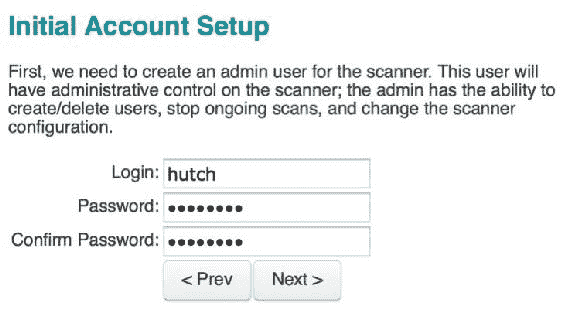 Initial Account Setup
First, we need to create an admin user for the scanner. This user will
have administrative control on the scanner; the admin has the ability to
create/delete users, stop ongoing scans, and change the scanner
configuration.
Login: hutch
Password: ••••••••
Confirm Password: ••••••••
< Prev Next >